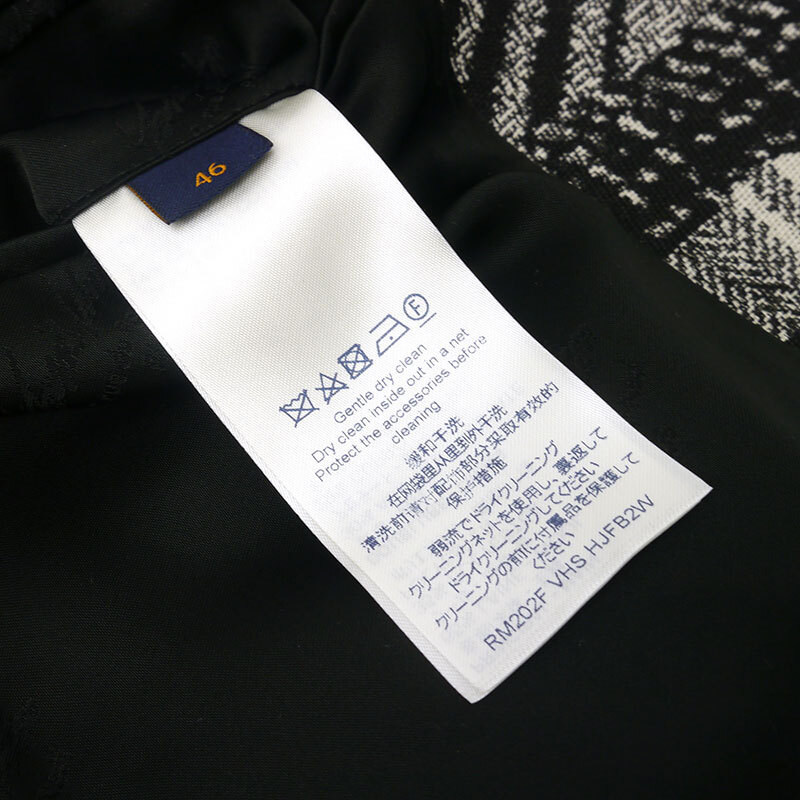 46
F
Gentle dry clean
Dry clean inside out in a net
Protect the accessories before
cleaning
缓和干洗
在网袋里从里到外干洗
清洗前请对配饰部分采取有效的
保护措施
弱流でドライクリーニング
クリーニングネットを使用し、裏返して
ドライクリーニングしてください
クリーニングの前に付属品を保護して
ください
RM202F VHS HJFB2W